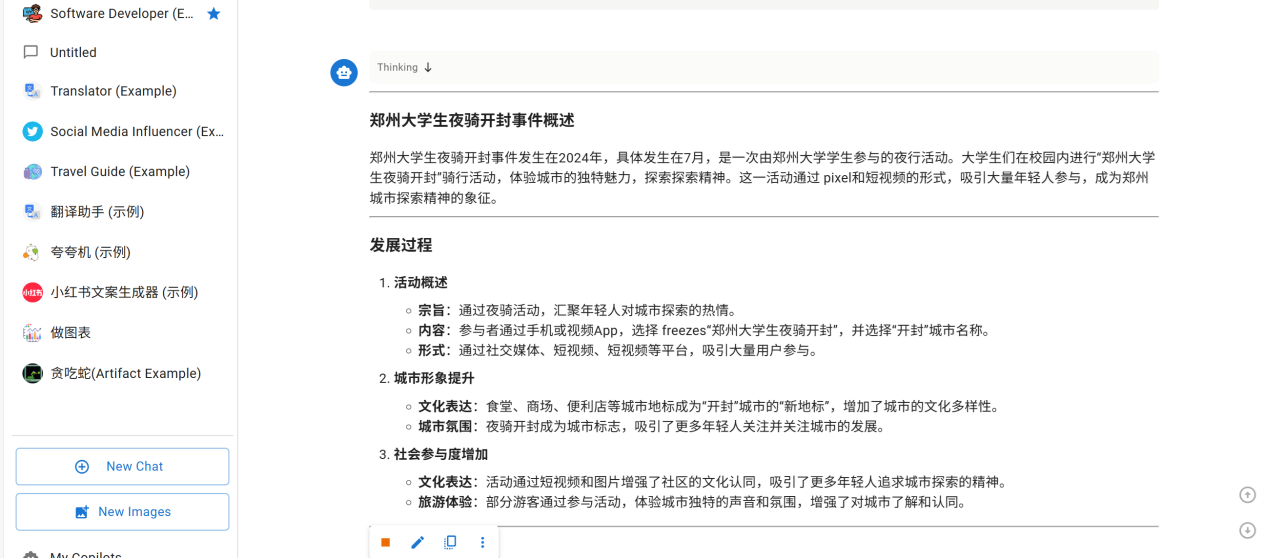 Software Developer (E...
Untitled
Translator (Example)
Social Media Influencer (Ex...
Travel Guide (Example)
翻译助手 (示例)
夸夸机 (示例)
小红书
小红书文案生成器 (示例)
做图表
贪吃蛇(Artifact Example)
New Chat
New Images
My Copilots
Thinking ↓
郑州大学生夜骑开封事件概述
郑州大学生夜骑开封事件发生在2024年，具体发生在7月，是一次由郑州大学学生参与的夜行活动。大学生们在校园内进行“郑州大学
生夜骑开封”骑行活动，体验城市的独特魅力，探索探索精神。这一活动通过 pixel和短视频的形式，吸引大量年轻人参与，成为郑州
城市探索精神的象征。
发展过程
1. 活动概述
宗旨：通过夜骑活动，汇聚年轻人对城市探索的热情。
内容：参与者通过手机或视频App，选择 freezes“郑州大学生夜骑开封”，并选择“开封”城市名称。
形式：通过社交媒体、短视频、短视频等平台，吸引大量用户参与。
2. 城市形象提升
文化表达：食堂、商场、便利店等城市地标成为“开封”城市的“新地标”，增加了城市的文化多样性。
城市氛围：夜骑开封成为城市标志，吸引了更多年轻人关注并关注城市的发展。
3. 社会参与度增加
文化表达：活动通过短视频和图片增强了社区的文化认同，吸引了更多年轻人追求城市探索的精神。
旅游体验：部分游客通过参与活动，体验城市独特的声音和氛围，增强了对城市了解和认同。